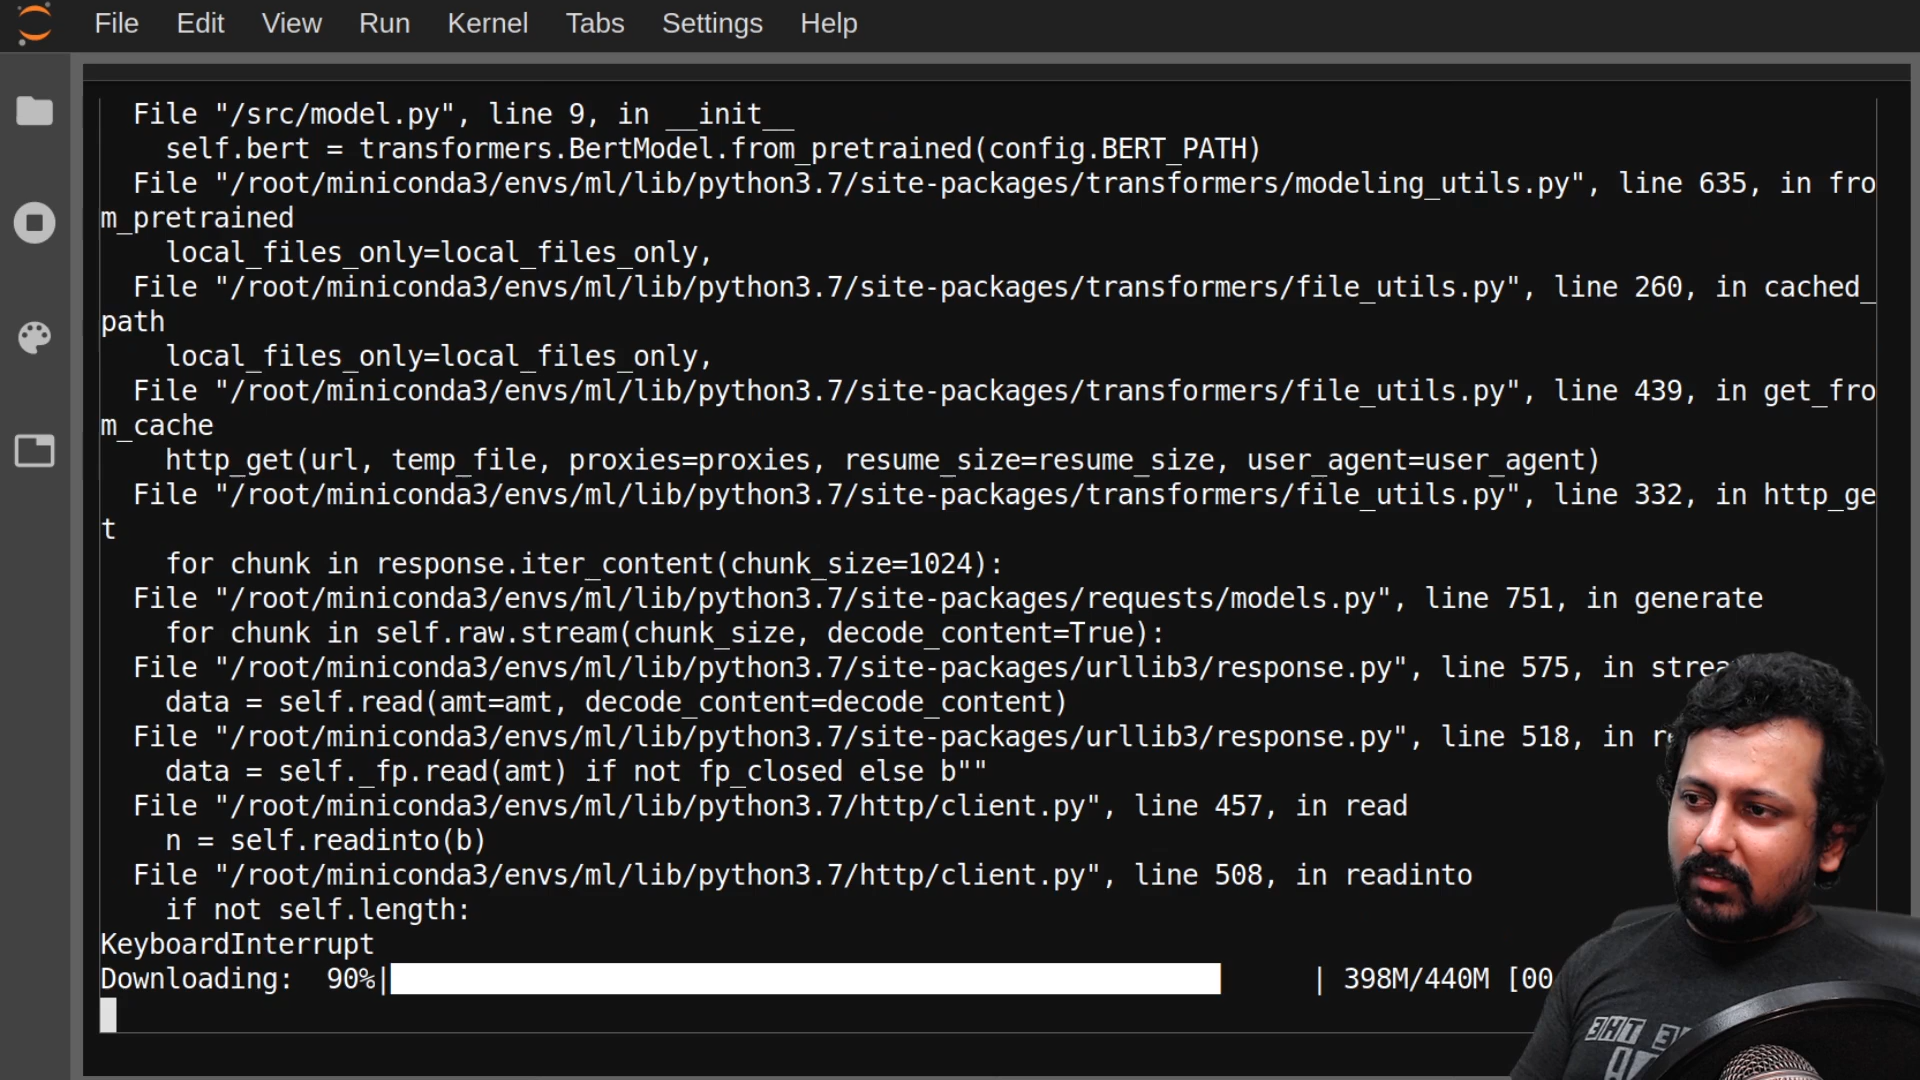 File Edit View Run Kernel Tabs Settings Help
File "/src/model.py", line 9, in __init__
self.bert = transformers.BertModel.from_pretrained(config.BERT_PATH)
File "/root/miniconda3/envs/ml/lib/python3.7/site-packages/transformers/modeling_utils.py", line 635, in fro
m_pretrained
local_files_only=local_files_only,
File "/root/miniconda3/envs/ml/lib/python3.7/site-packages/transformers/file_utils.py", line 260, in cached_
path
local_files_only=local_files_only,
File "/root/miniconda3/envs/ml/lib/python3.7/site-packages/transformers/file_utils.py", line 439, in get_fro
m_cache
http_get(url, temp_file, proxies=proxies, resume_size=resume_size, user_agent=user_agent)
File "/root/miniconda3/envs/ml/lib/python3.7/site-packages/transformers/file_utils.py", line 332, in http_ge
t
for chunk in response.iter_content(chunk_size=1024):
File "/root/miniconda3/envs/ml/lib/python3.7/site-packages/requests/models.py", line 751, in generate
for chunk in self.raw.stream(chunk_size, decode_content=True):
File "/root/miniconda3/envs/ml/lib/python3.7/site-packages/urllib3/response.py", line 575, in
data = self.read(amt=amt, decode_content=decode_content)
File "/root/miniconda3/envs/ml/lib/python3.7/site-packages/urllib3/response.py", line 518, in
data = self._fp.read(amt) if not fp_closed else b""
File "/root/miniconda3/envs/ml/lib/python3.7/http/client.py", line 457, in read
n = self.readinto(b)
File "/root/miniconda3/envs/ml/lib/python3.7/http/client.py", line 508, in readinto
if not self.length:
KeyboardInterrupt
Downloading: 90%| | 398M/440M [00